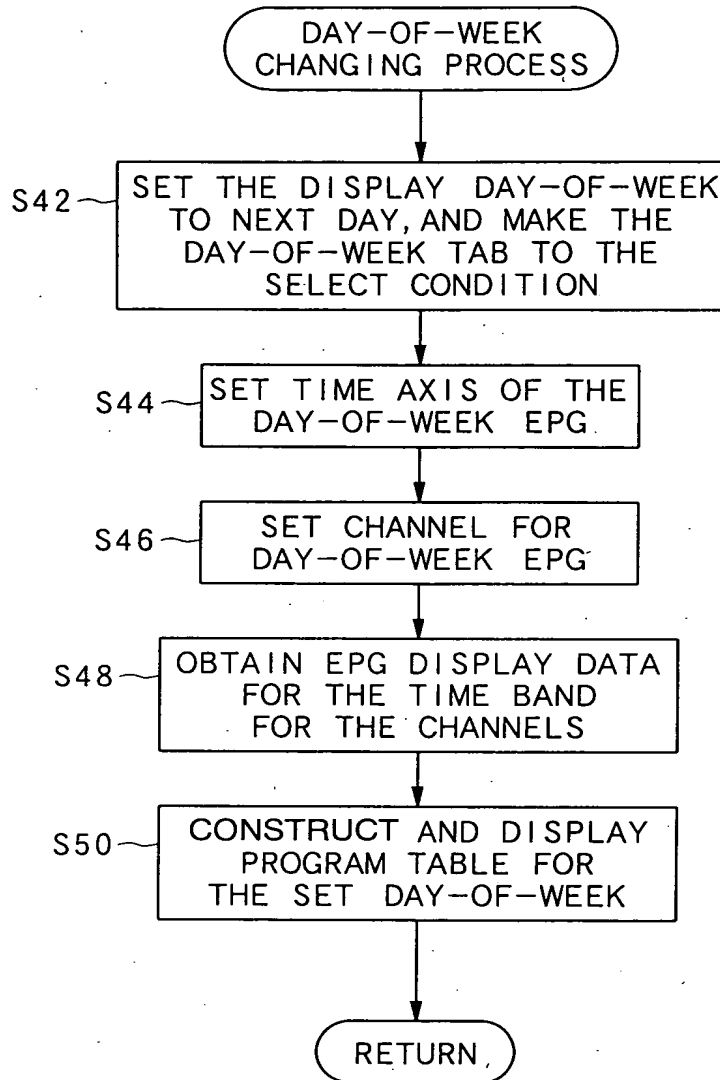 DAY-OF-WEEK
CHANGING PROCESS
S42
SET THE DISPLAY DAY-OF-WEEK
TO NEXT DAY, AND MAKE THE
DAY-OF-WEEK TAB TO THE
SELECT CONDITION
S44
SET TIME AXIS OF THE
DAY-OF-WEEK EPG
S46
SET CHANNEL FOR
DAY-OF-WEEK EPG
S48
OBTAIN EPG DISPLAY DATA
FOR THE TIME BAND
FOR THE CHANNELS
S50
CONSTRUCT AND DISPLAY
PROGRAM TABLE FOR
THE SET DAY-OF-WEEK
RETURN